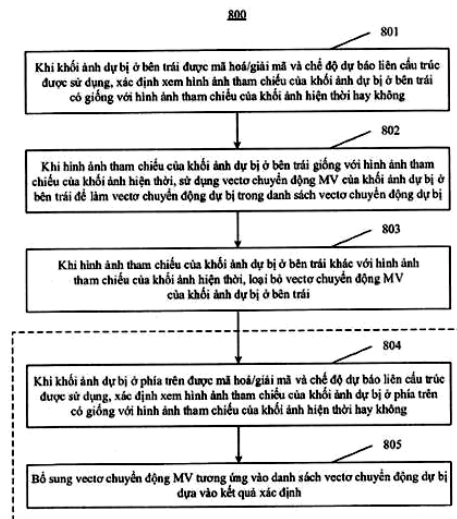 800
801
Khi khối ảnh dự bị ở bên trái được mã hoá/giải mã và chế độ dự báo liên cấu trúc
được sử dụng, xác định xem hình ảnh tham chiếu của khối ảnh dự bị ở bên trái
có giống với hình ảnh tham chiếu của khối ảnh hiện thời hay không
802
Khi hình ảnh tham chiếu của khối ảnh dự bị ở bên trái giống với hình ảnh tham
chiếu của khối ảnh hiện thời, sử dụng vectơ chuyển động MV của khối ảnh dự bị ở
bên trái để làm vectơ chuyển động dự bị trong danh sách vectơ chuyển động dự bị
803
Khi hình ảnh tham chiếu của khối ảnh dự bị ở bên trái khác với hình ảnh
tham chiếu của khối ảnh hiện thời, loại bỏ vectơ chuyển động MV
của khối ảnh dự bị ở bên trái
804
Khi khối ảnh dự bị ở phía trên được mã hoá/giải mã và chế độ dự báo liên cấu trúc
được sử dụng, xác định xem hình ảnh tham chiếu của khối ảnh dự bị ở phía trên
có giống với hình ảnh tham chiếu của khối ảnh hiện thời hay không
805
Bổ sung vectơ chuyển động MV tương ứng vào danh sách vectơ chuyển động dự bị
dựa vào kết quả xác định